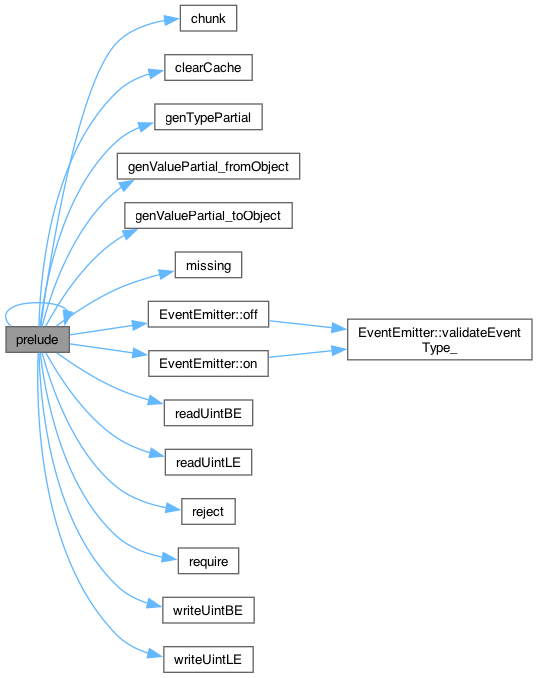 chunk
clearCache
genTypePartial
genValuePartial_fromObject
genValuePartial_toObject
missing
EventEmitter::off
EventEmitter::validateEvent
Type_
prelude
EventEmitter::on
readUintBE
readUintLE
reject
require
writeUintBE
writeUintLE